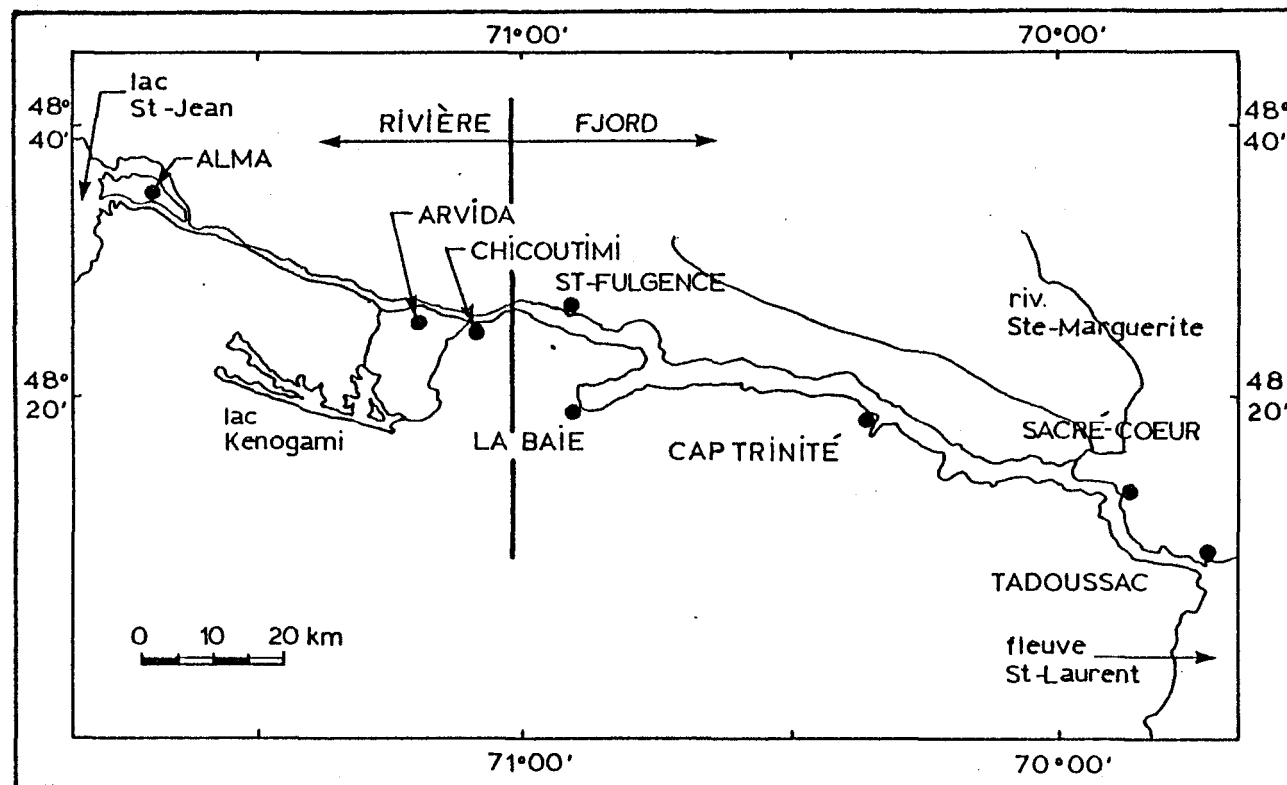 71°00'
70°00'
lac
St-Jean
48°
40'
RIVIÈRE
FJORD
48°
40'
ALMA
ARVIDA
CHICOUTIMI
ST-FULGENCE
riv.
Ste-Marguerite
48°
20'
48
20'
lac
Kenogami
LA BAIE
CAP TRINITÉ
SACRÉ-COEUR
TADOUSSAC
0 10 20 km
fleuve
St-Laurent
71°00'
70°00'